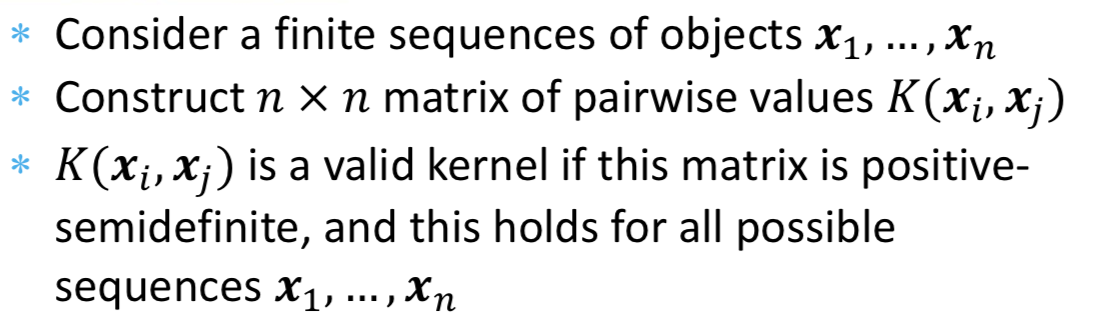 * Consider a finite sequences of objects 𝒙₁, …, 𝒙ₙ
* Construct 𝑛 × 𝑛 matrix of pairwise values 𝐾(𝒙ᵢ, 𝒙ⱼ)
* 𝐾(𝒙ᵢ, 𝒙ⱼ) is a valid kernel if this matrix is positive-
semidefinite, and this holds for all possible
sequences 𝒙₁, …, 𝒙ₙ